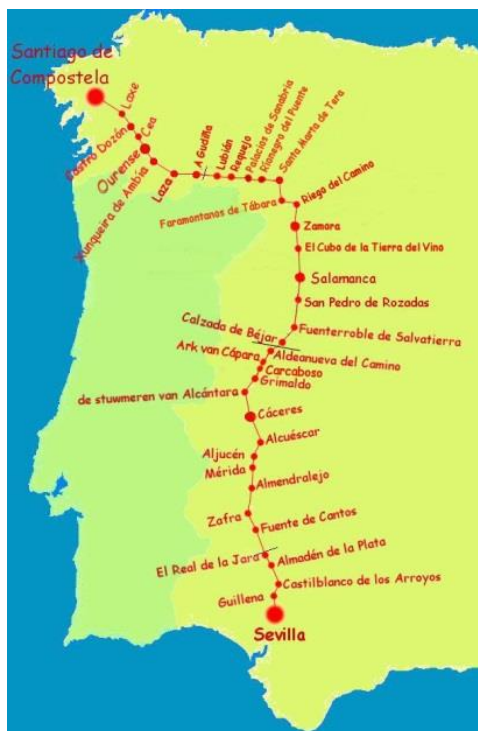 Santiago de
Compostela
Laxe
Castro Dozón
Cea
Ourense
Xunqueira de Ambía
Laza
A Gudiña
Lubián
Requejo
Palacios de Sanabria
Rionegro del Puente
Santa Marta de Tera
Riego del Camino
Faramontanos de Tábara
Zamora
El Cubo de la Tierra del Vino
Salamanca
San Pedro de Rozadas
Fuenterroble de Salvatierra
Calzada de Béjar
Aldeanueva del Camino
Ark van Cápara
Carcaboso
Grimaldo
de stuwmeren van Alcántara
Cáceres
Alcuéscar
Aljucén
Mérida
Almendralejo
Zafra
Fuente de Cantos
El Real de la Jara
Almadén de la Plata
Castilblanco de los Arroyos
Guillena
Sevilla